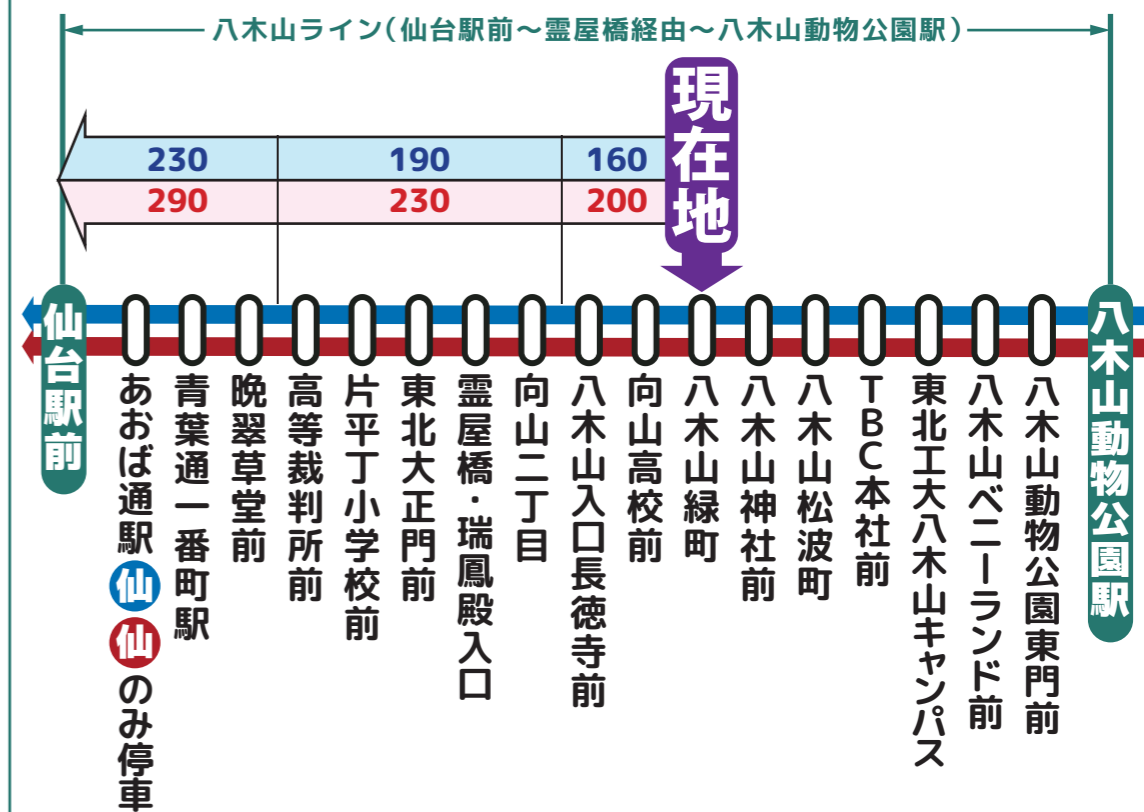 八木山ライン(仙台駅前～霊屋橋経由～八木山動物公園駅)
現在地
230 190 160
290 230 200
仙台駅前
あおば通駅 仙 仙 のみ停車
青葉通一番町駅
晩翠草堂前
高等裁判所前
片平丁小学校前
東北大正門前
霊屋橋・瑞鳳殿入口
向山二丁目
八木山入口長徳寺前
向山高校前
八木山緑町
八木山神社前
八木山松波町
TBC本社前
東北工大八木山キャンパス
八木山ベニーランド前
八木山動物公園東門前
八木山動物公園駅